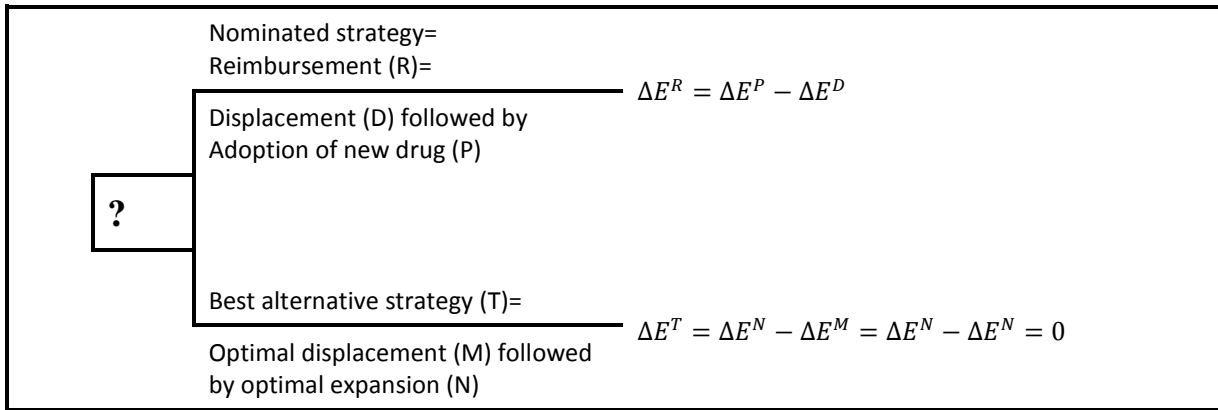 Nominated strategy=
Reimbursement (R)=
ΔE^R = ΔE^P − ΔE^D
Displacement (D) followed by
Adoption of new drug (P)
?
Best alternative strategy (T)=
ΔE^T = ΔE^N − ΔE^M = ΔE^N − ΔE^N = 0
Optimal displacement (M) followed
by optimal expansion (N)